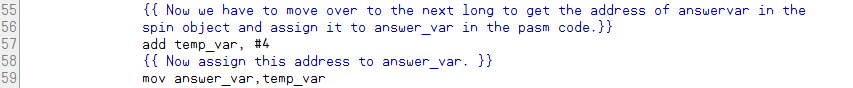 55 {{ Now we have to move over to the next long to get the address of answervar in the
56 spin object and assign it to answer_var in the pasm code.}}
57 add temp_var, #4
58 {{ Now assign this address to answer_var. }}
59 mov answer_var,temp_var